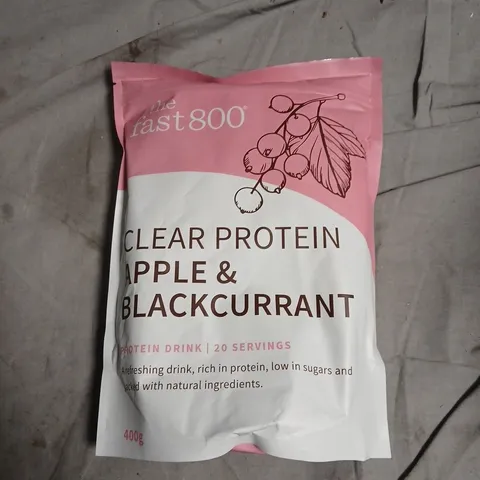 the
fast800®
CLEAR PROTEIN
APPLE &
BLACKCURRANT
PROTEIN DRINK | 20 SERVINGS
A refreshing drink, rich in protein, low in sugars and
with natural ingredients.
400g